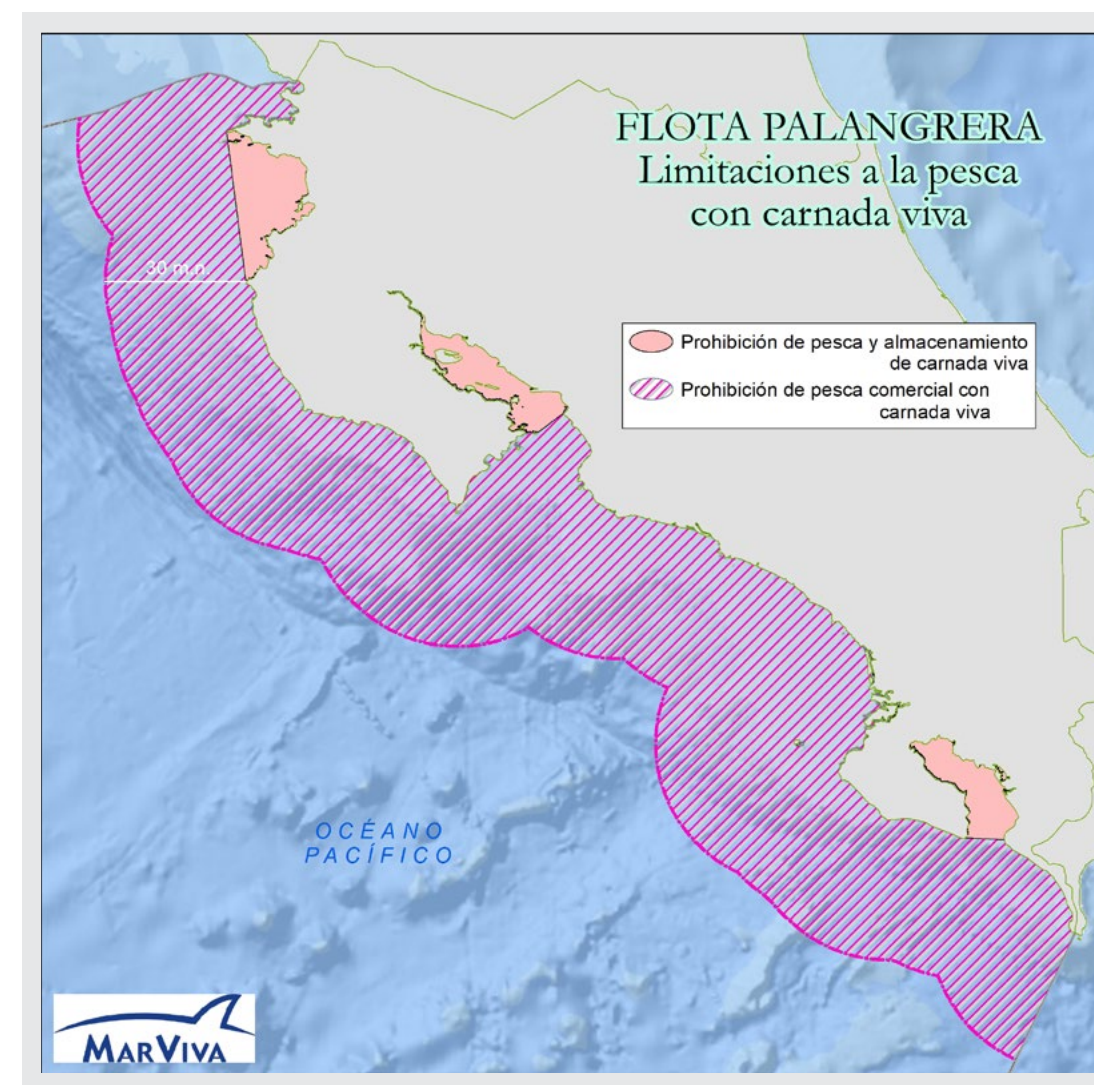 FLOTA PALANGRERA
Limitaciones a la pesca
con carnada viva
30 m.n.
Prohibición de pesca y almacenamiento
de carnada viva
Prohibición de pesca comercial con
carnada viva
OCÉANO
PACÍFICO
MARVIVA